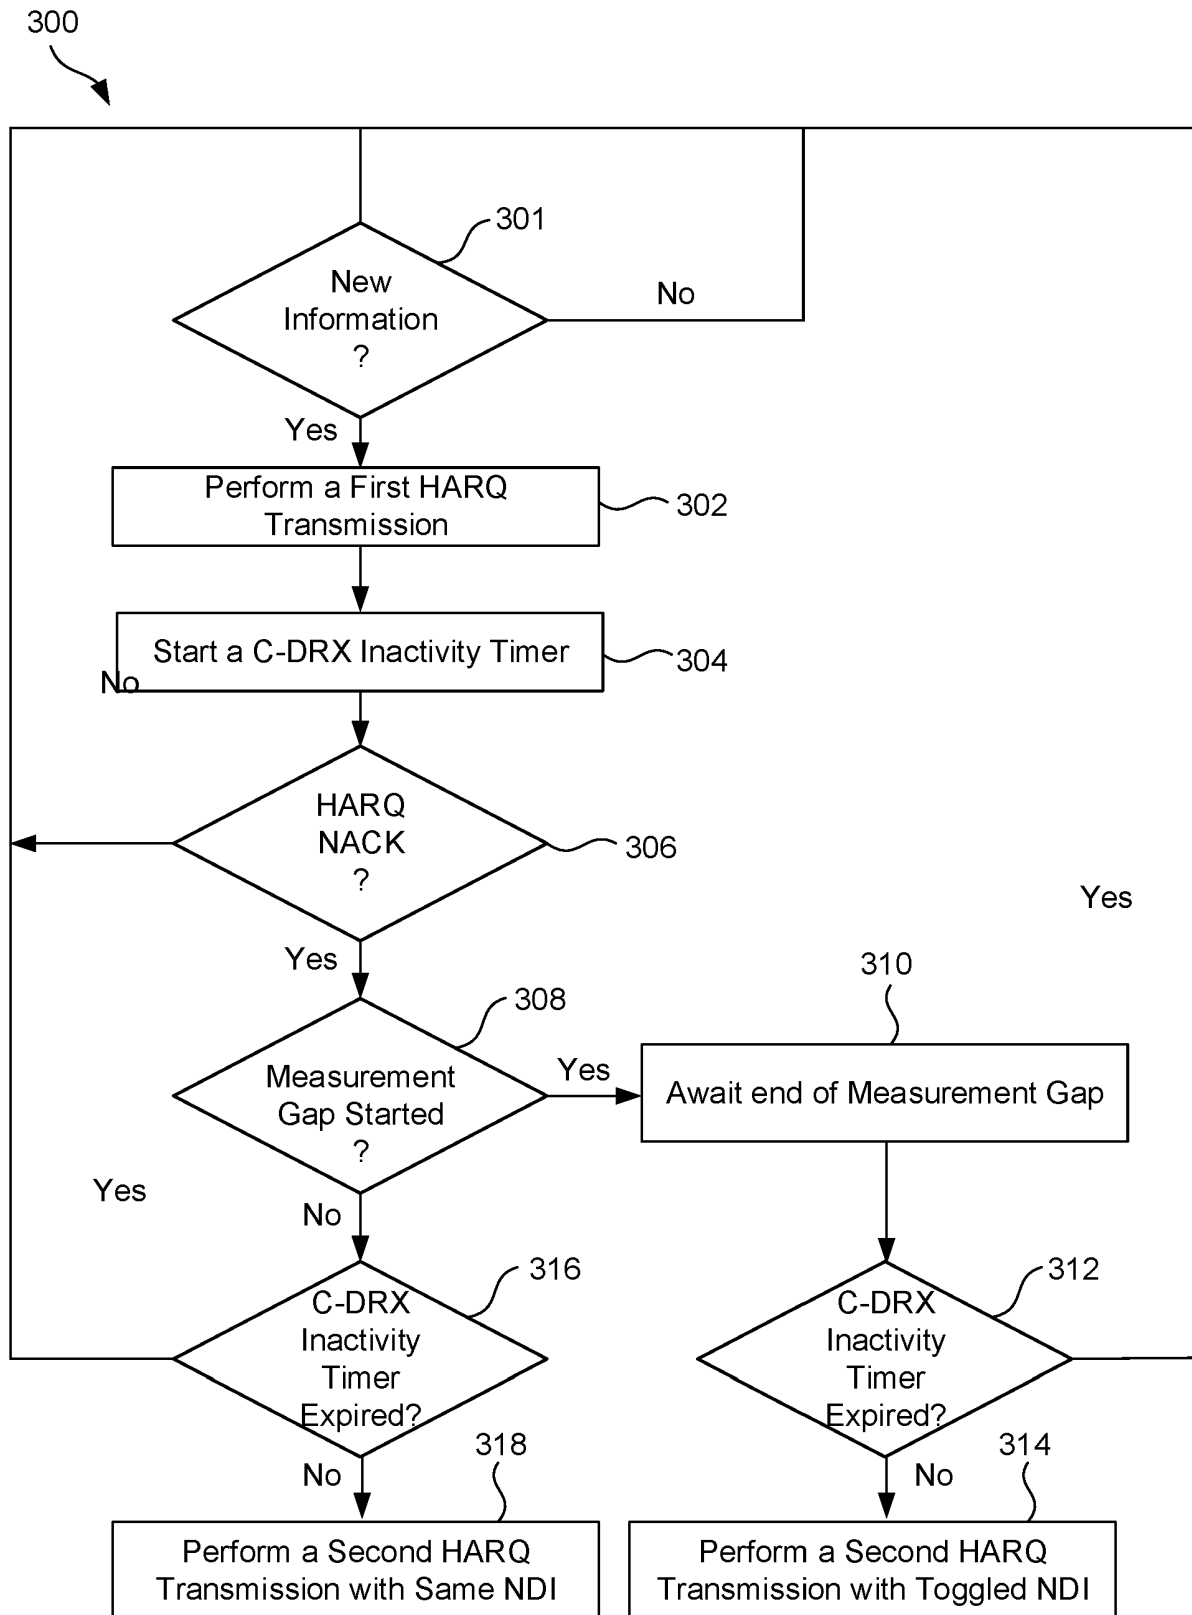 300
301
New
Information
?
No
Yes
Perform a First HARQ
Transmission
302
Start a C-DRX Inactivity Timer
304
No
HARQ
NACK
?
306
Yes
Yes
308
310
Measurement
Gap Started
?
Yes
Await end of Measurement Gap
Yes
No
316
312
C-DRX
Inactivity
Timer
Expired?
C-DRX
Inactivity
Timer
Expired?
No
318
No
314
Perform a Second HARQ
Transmission with Same NDI
Perform a Second HARQ
Transmission with Toggled NDI